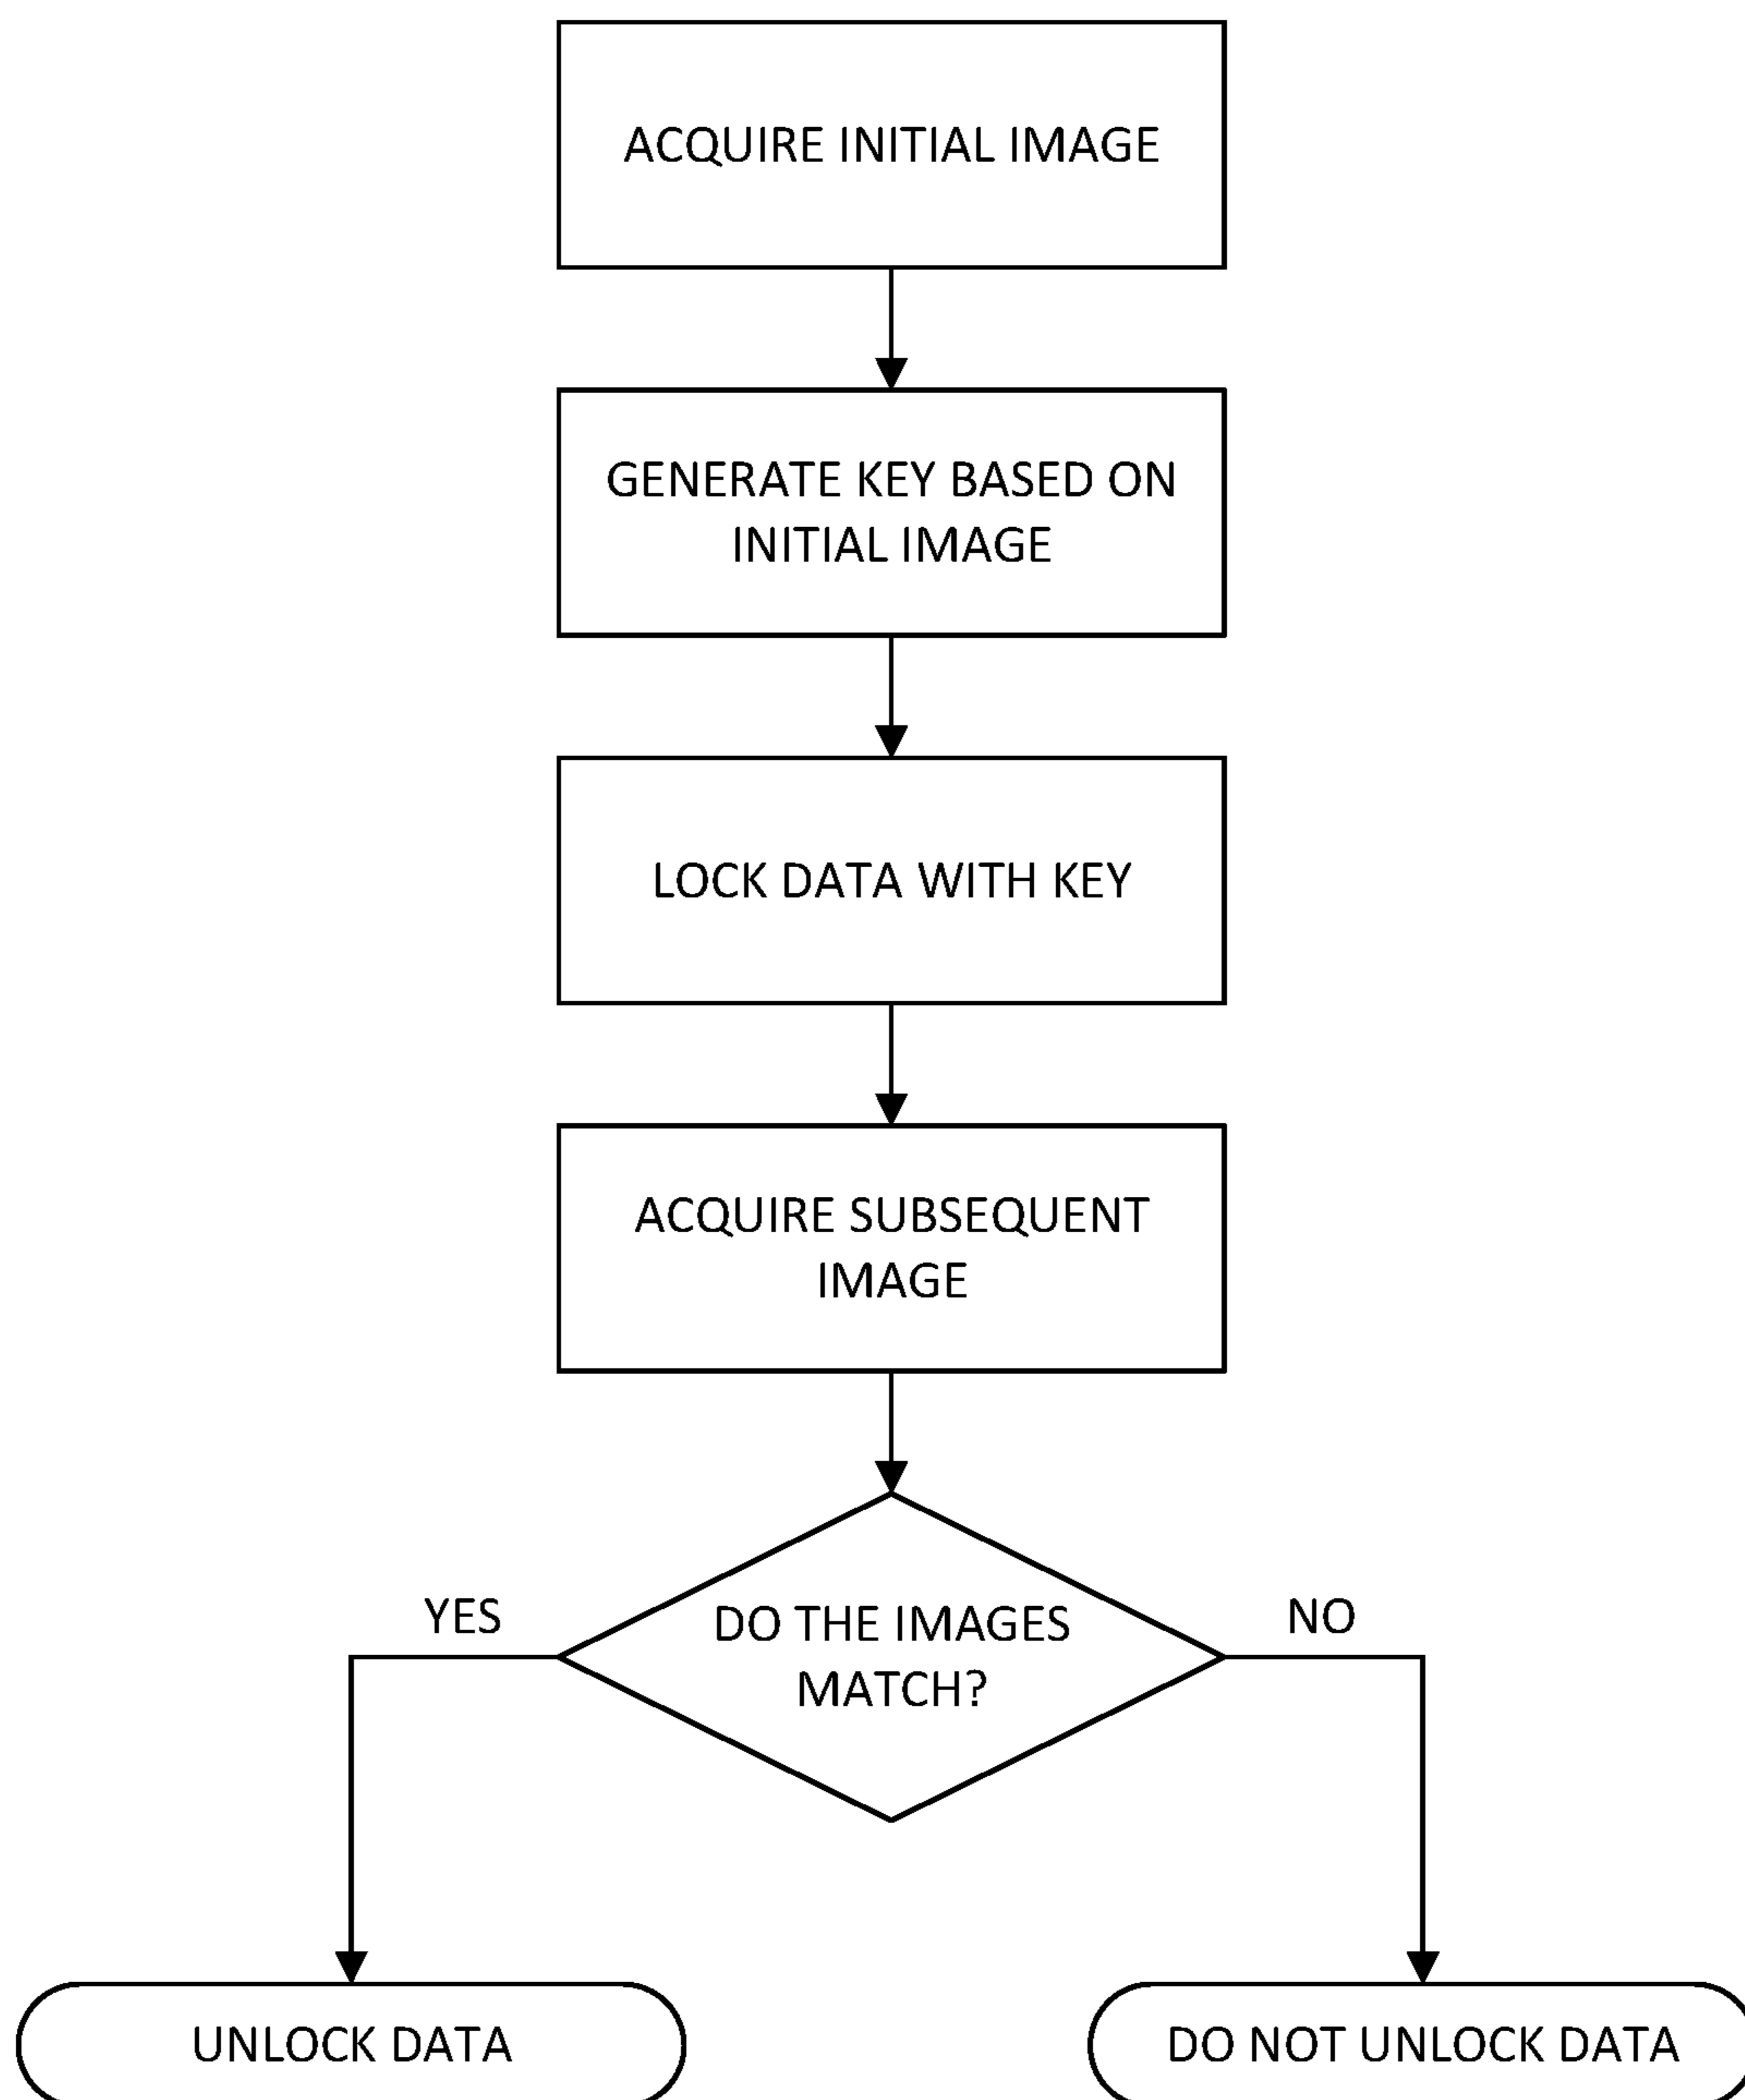 ACQUIRE INITIAL IMAGE
GENERATE KEY BASED ON
INITIAL IMAGE
LOCK DATA WITH KEY
ACQUIRE SUBSEQUENT
IMAGE
YES
DO THE IMAGES
MATCH?
NO
UNLOCK DATA
DO NOT UNLOCK DATA